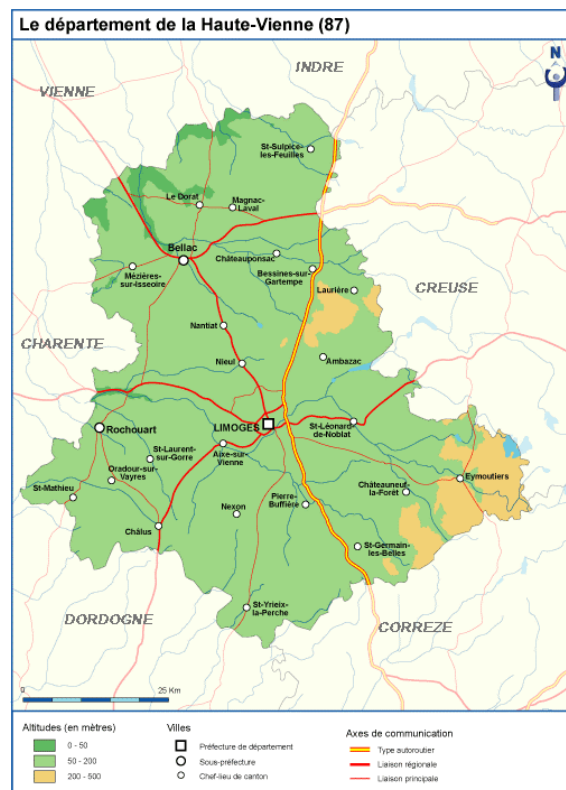 Le département de la Haute-Vienne (87)
INDRE
N
VIENNE
St-Sulpice-
les-Feuilles
Le Dorat
Magnac-
Laval
Bellac
Châteauponsac
Mézières-
sur-Issoire
Bessines-sur-
Gartempe
Laurière
CREUSE
Nantiat
CHARENTE
Nieul
Ambazac
LIMOGES
St-Léonard
de-Noblat
Rochouart
St-Laurent-
sur-Gorre
Aixe-sur-
Vienne
Oradour-sur-
Vayres
St-Mathieu
Châteauneuf-
la-Forêt
Eymoutiers
Nexon
Pierre-
Buffière
Châlus
St-Germain-
les-Belles
St-Yrieix-
la-Perche
DORDOGNE
CORREZE
0
25 Km
Altitudes (en mètres)
0 - 50
50 - 200
200 - 500
Villes
Préfecture de département
Sous-préfecture
Chef-lieu de canton
Axes de communication
Type autoroutier
Liaison régionale
Liaison principale